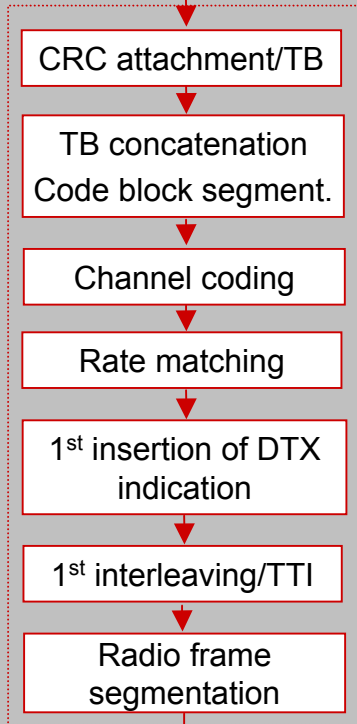 CRC attachment/TB
TB concatenation
Code block segment.
Channel coding
Rate matching
1st insertion of DTX
indication
1st interleaving/TTI
Radio frame
segmentation